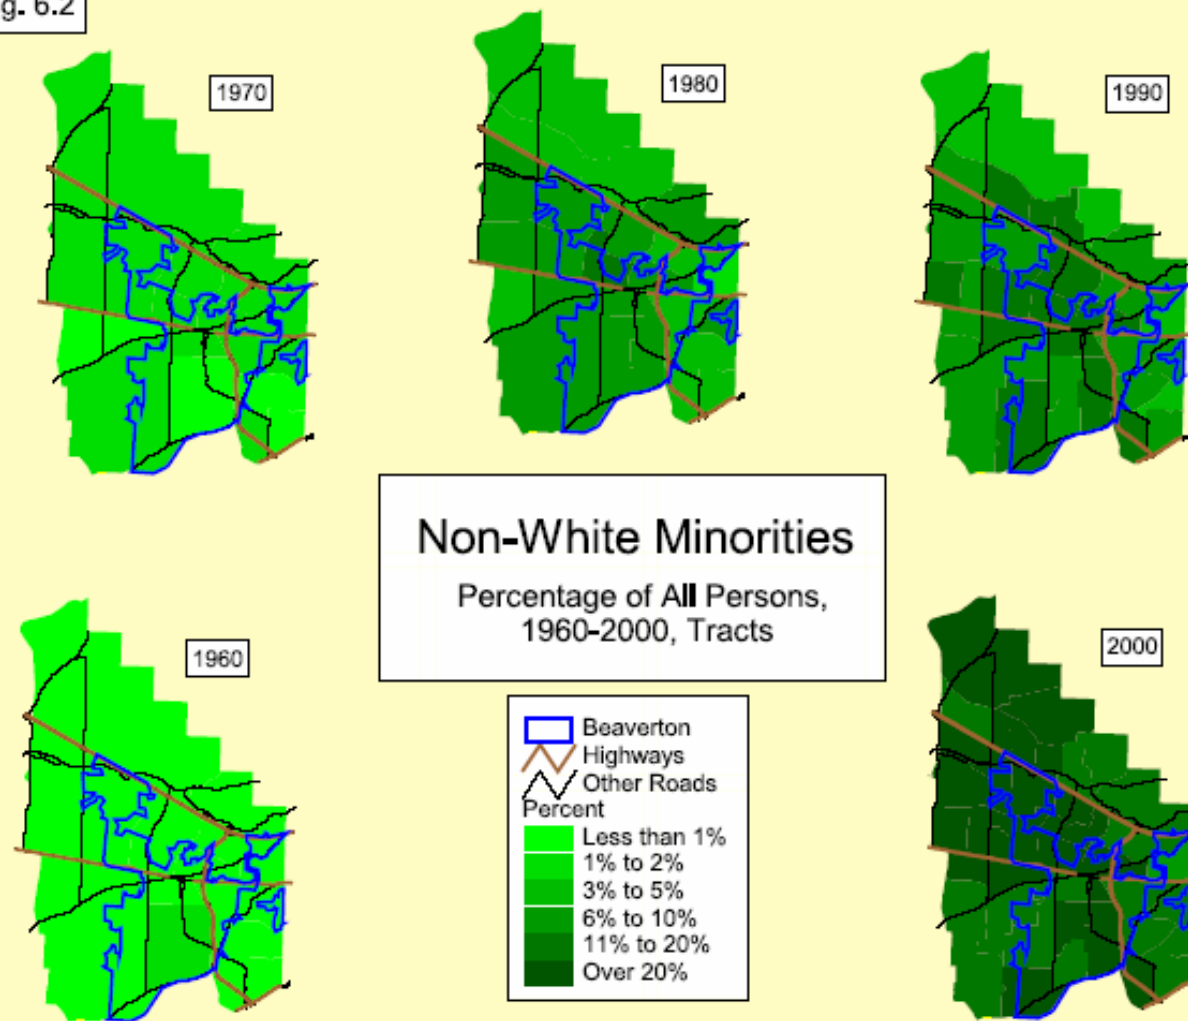 g. 6.2
1970
1980
1990
Non-White Minorities
Percentage of All Persons,
1960-2000, Tracts
1960
2000
Beaverton
Highways
Other Roads
Percent
Less than 1%
1% to 2%
3% to 5%
6% to 10%
11% to 20%
Over 20%